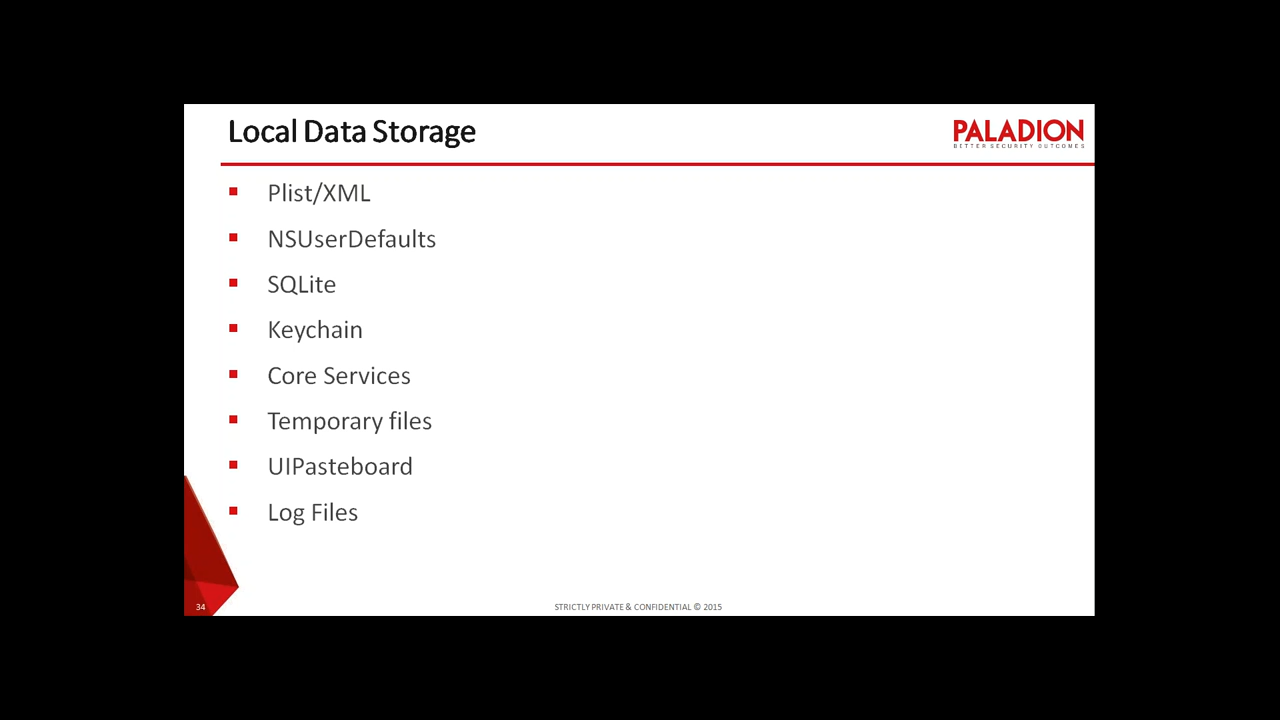 Local Data Storage
PALADION
BETTER SECURITY OUTCOMES
Plist/XML
NSUserDefaults
SQLite
Keychain
Core Services
Temporary files
UIPasteboard
Log Files
34
STRICTLY PRIVATE & CONFIDENTIAL © 2015